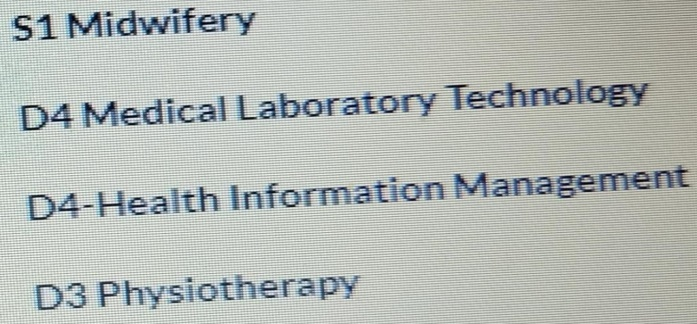 S1 Midwifery
D4 Medical Laboratory Technology
D4-Health Information Management
D3 Physiotherapy